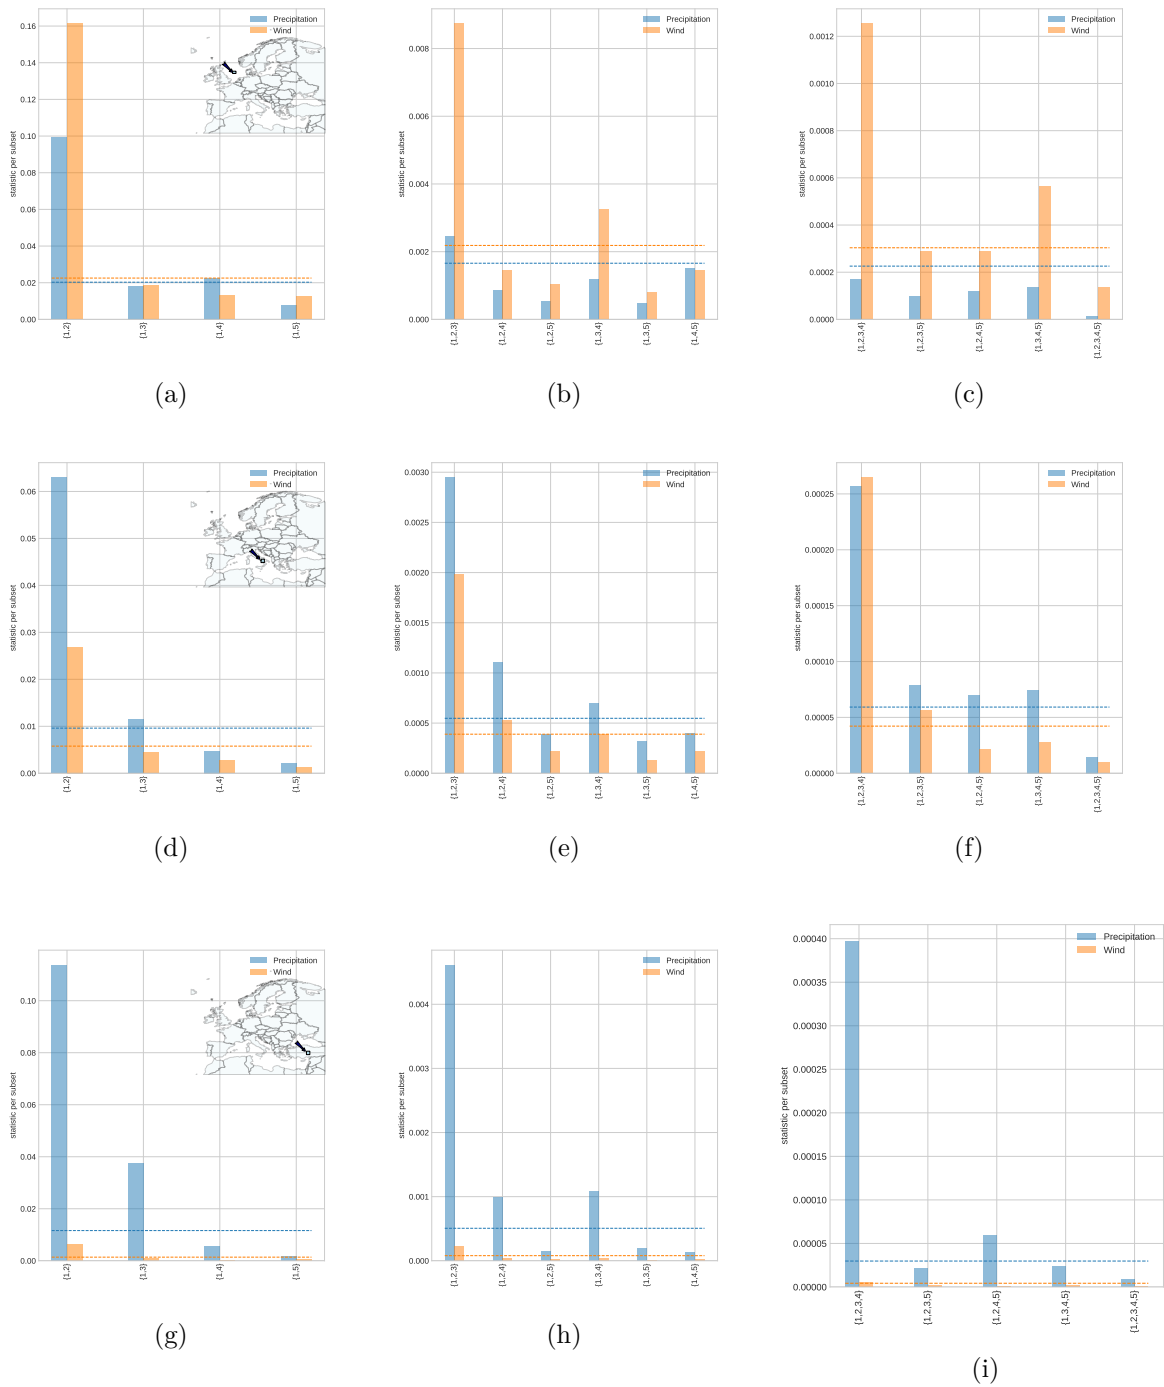 Precipitation
Wind
statistic per subset
0.16
0.14
0.12
0.10
0.08
0.06
0.04
0.02
0.00
{1,2}
{1,3}
{1,4}
{1,5}
(a)
Precipitation
Wind
statistic per subset
0.008
0.006
0.004
0.002
0.000
{1,2,3}
{1,2,4}
{1,2,5}
{1,3,4}
{1,3,5}
{1,4,5}
(b)
Precipitation
Wind
statistic per subset
0.0012
0.0010
0.0008
0.0006
0.0004
0.0002
0.0000
{1,2,3,4}
{1,2,3,5}
{1,2,4,5}
{1,3,4,5}
{1,2,3,4,5}
(c)
Precipitation
Wind
statistic per subset
0.06
0.05
0.04
0.03
0.02
0.01
0.00
{1,2}
{1,3}
{1,4}
{1,5}
(d)
Precipitation
Wind
statistic per subset
0.0030
0.0025
0.0020
0.0015
0.0010
0.0005
0.0000
{1,2,3}
{1,2,4}
{1,2,5}
{1,3,4}
{1,3,5}
{1,4,5}
(e)
Precipitation
Wind
statistic per subset
0.00025
0.00020
0.00015
0.00010
0.00005
0.00000
{1,2,3,4}
{1,2,3,5}
{1,2,4,5}
{1,3,4,5}
{1,2,3,4,5}
(f)
Precipitation
Wind
statistic per subset
0.10
0.08
0.06
0.04
0.02
0.00
{1,2}
{1,3}
{1,4}
{1,5}
(g)
Precipitation
Wind
statistic per subset
0.004
0.003
0.002
0.001
0.000
{1,2,3}
{1,2,4}
{1,2,5}
{1,3,4}
{1,3,5}
{1,4,5}
(h)
Precipitation
Wind
statistic per subset
0.00040
0.00035
0.00030
0.00025
0.00020
0.00015
0.00010
0.00005
0.00000
{1,2,3,4}
{1,2,3,5}
{1,2,4,5}
{1,3,4,5}
{1,2,3,4,5}
(i)